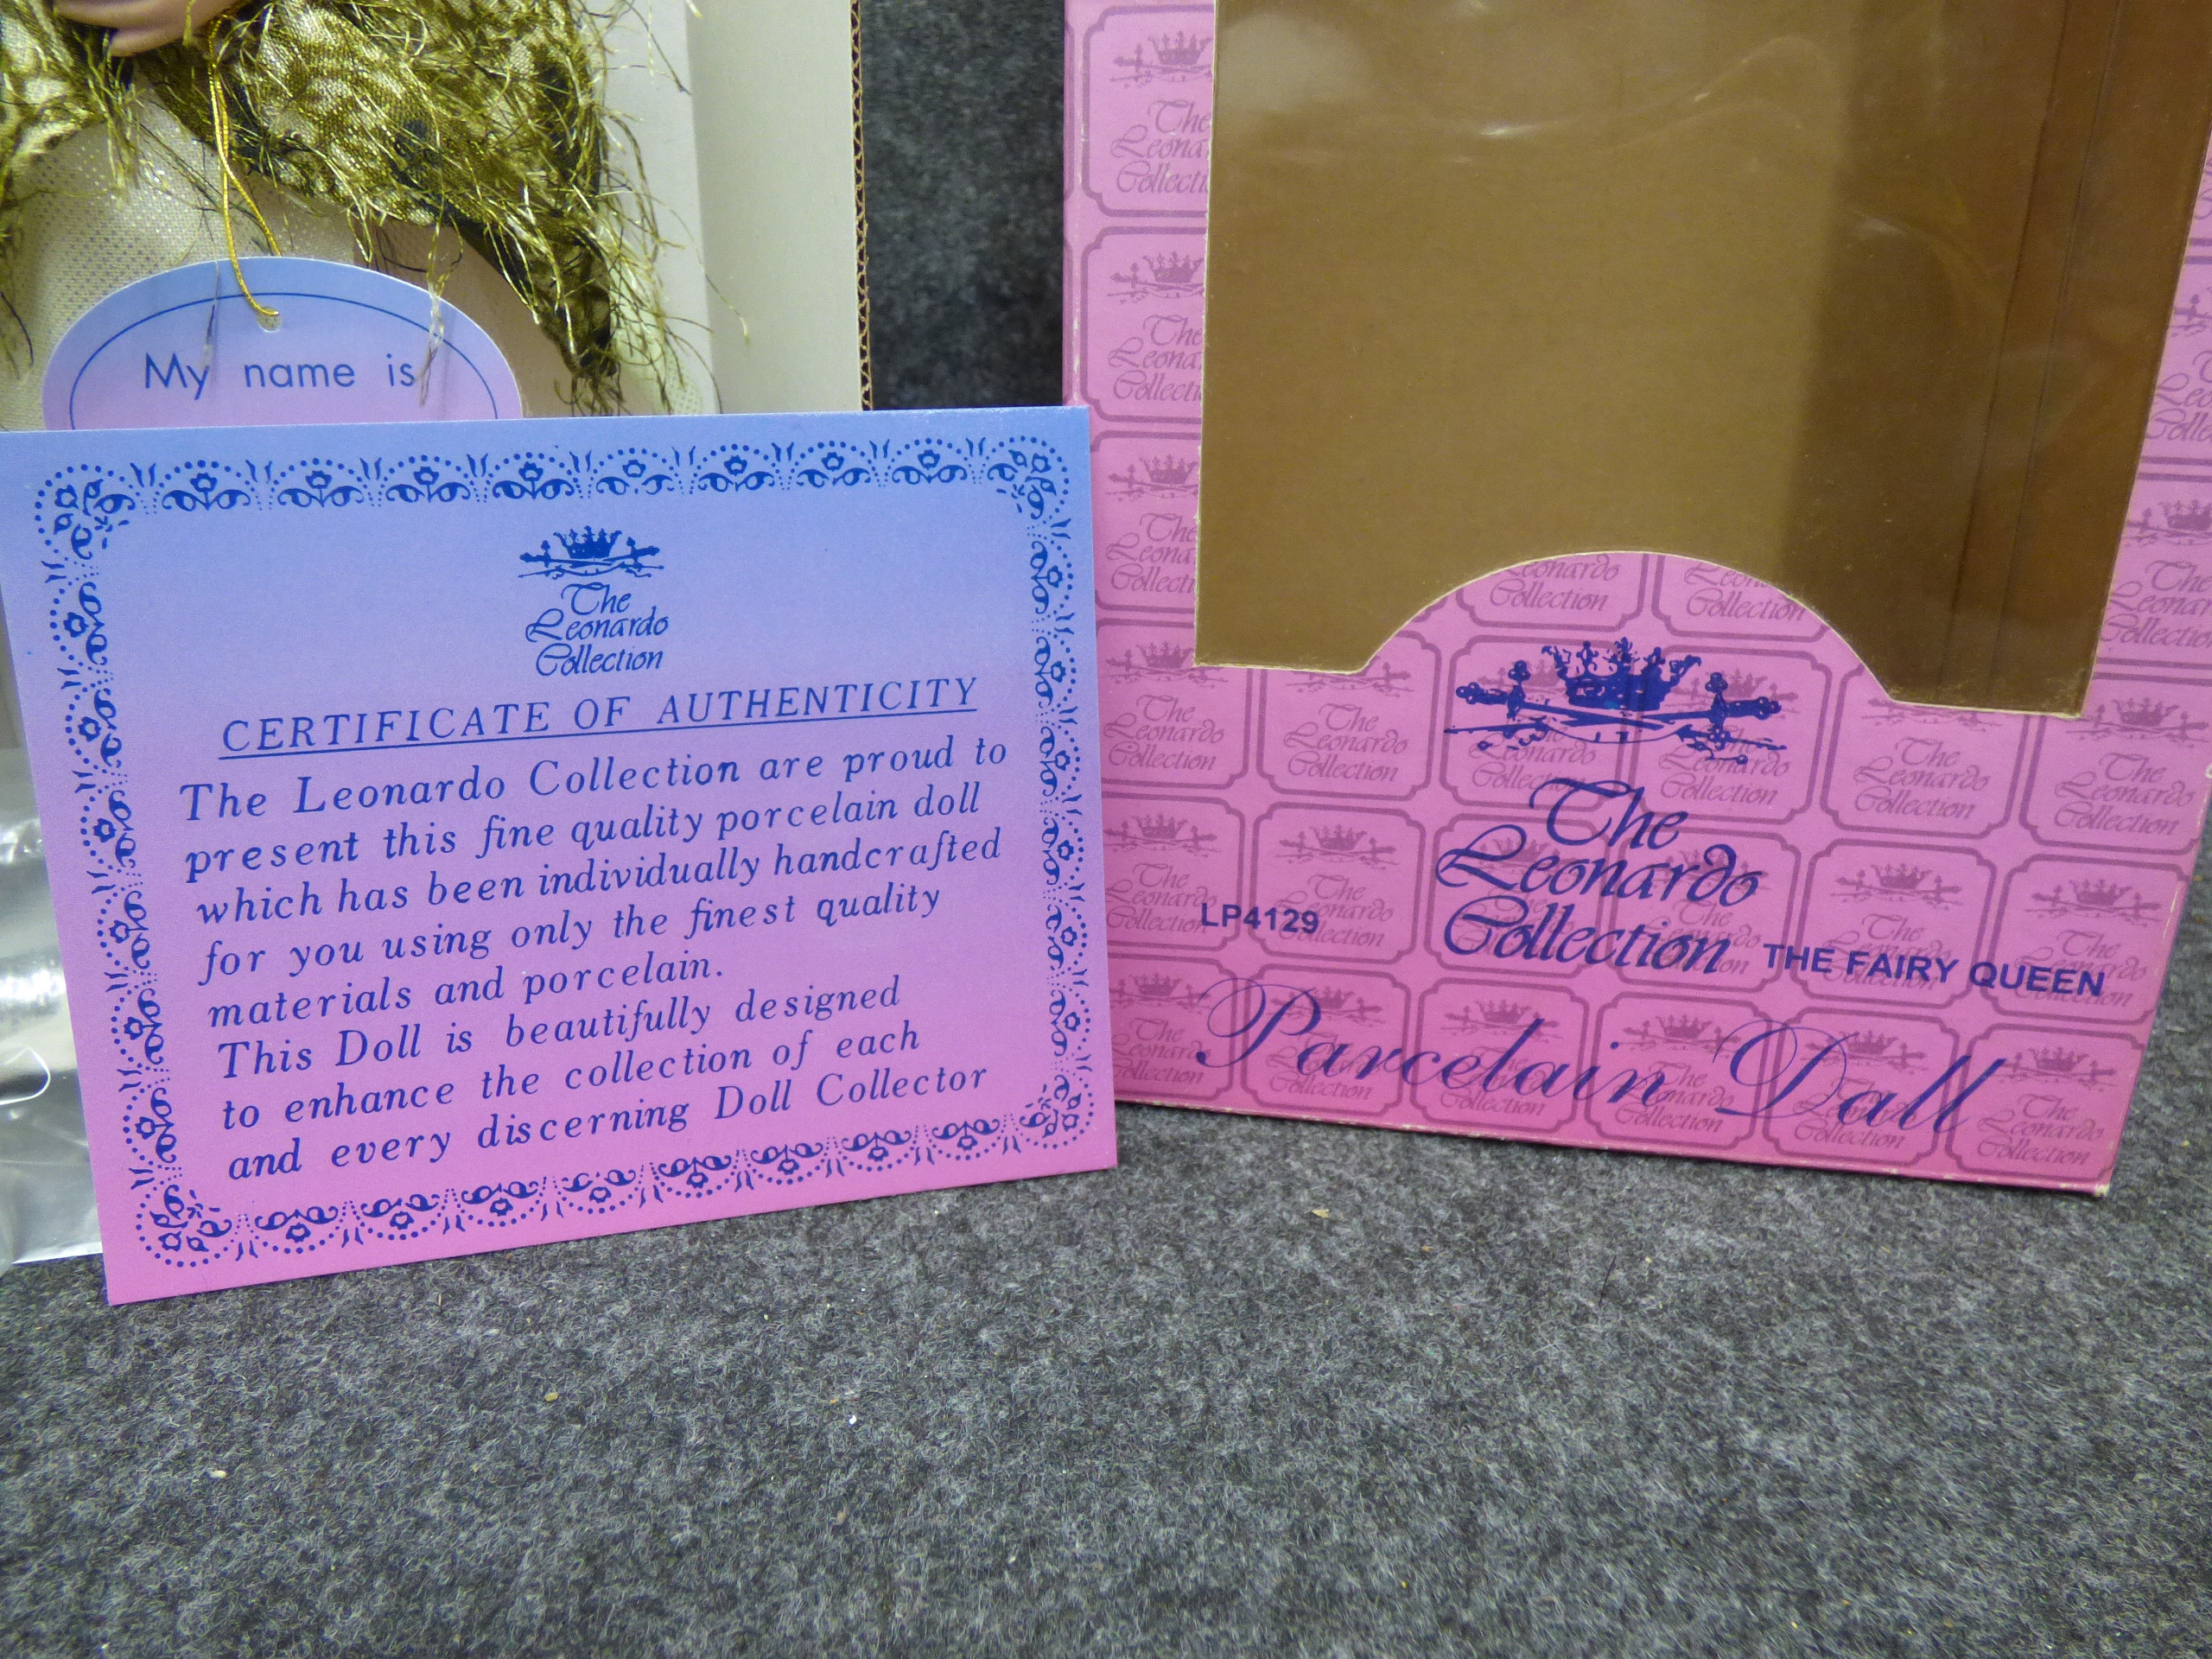 My name is
The
Leonardo
Collection
CERTIFICATE OF AUTHENTICITY
The Leonardo Collection are proud to
present this fine quality porcelain doll
which has been individually handcrafted
for you using only the finest quality
materials and porcelain.
This Doll is beautifully designed
to enhance the collection of each
and every discerning Doll Collector
The
Leonardo
Collection
LP4129
THE FAIRY QUEEN
Parcelain Dall